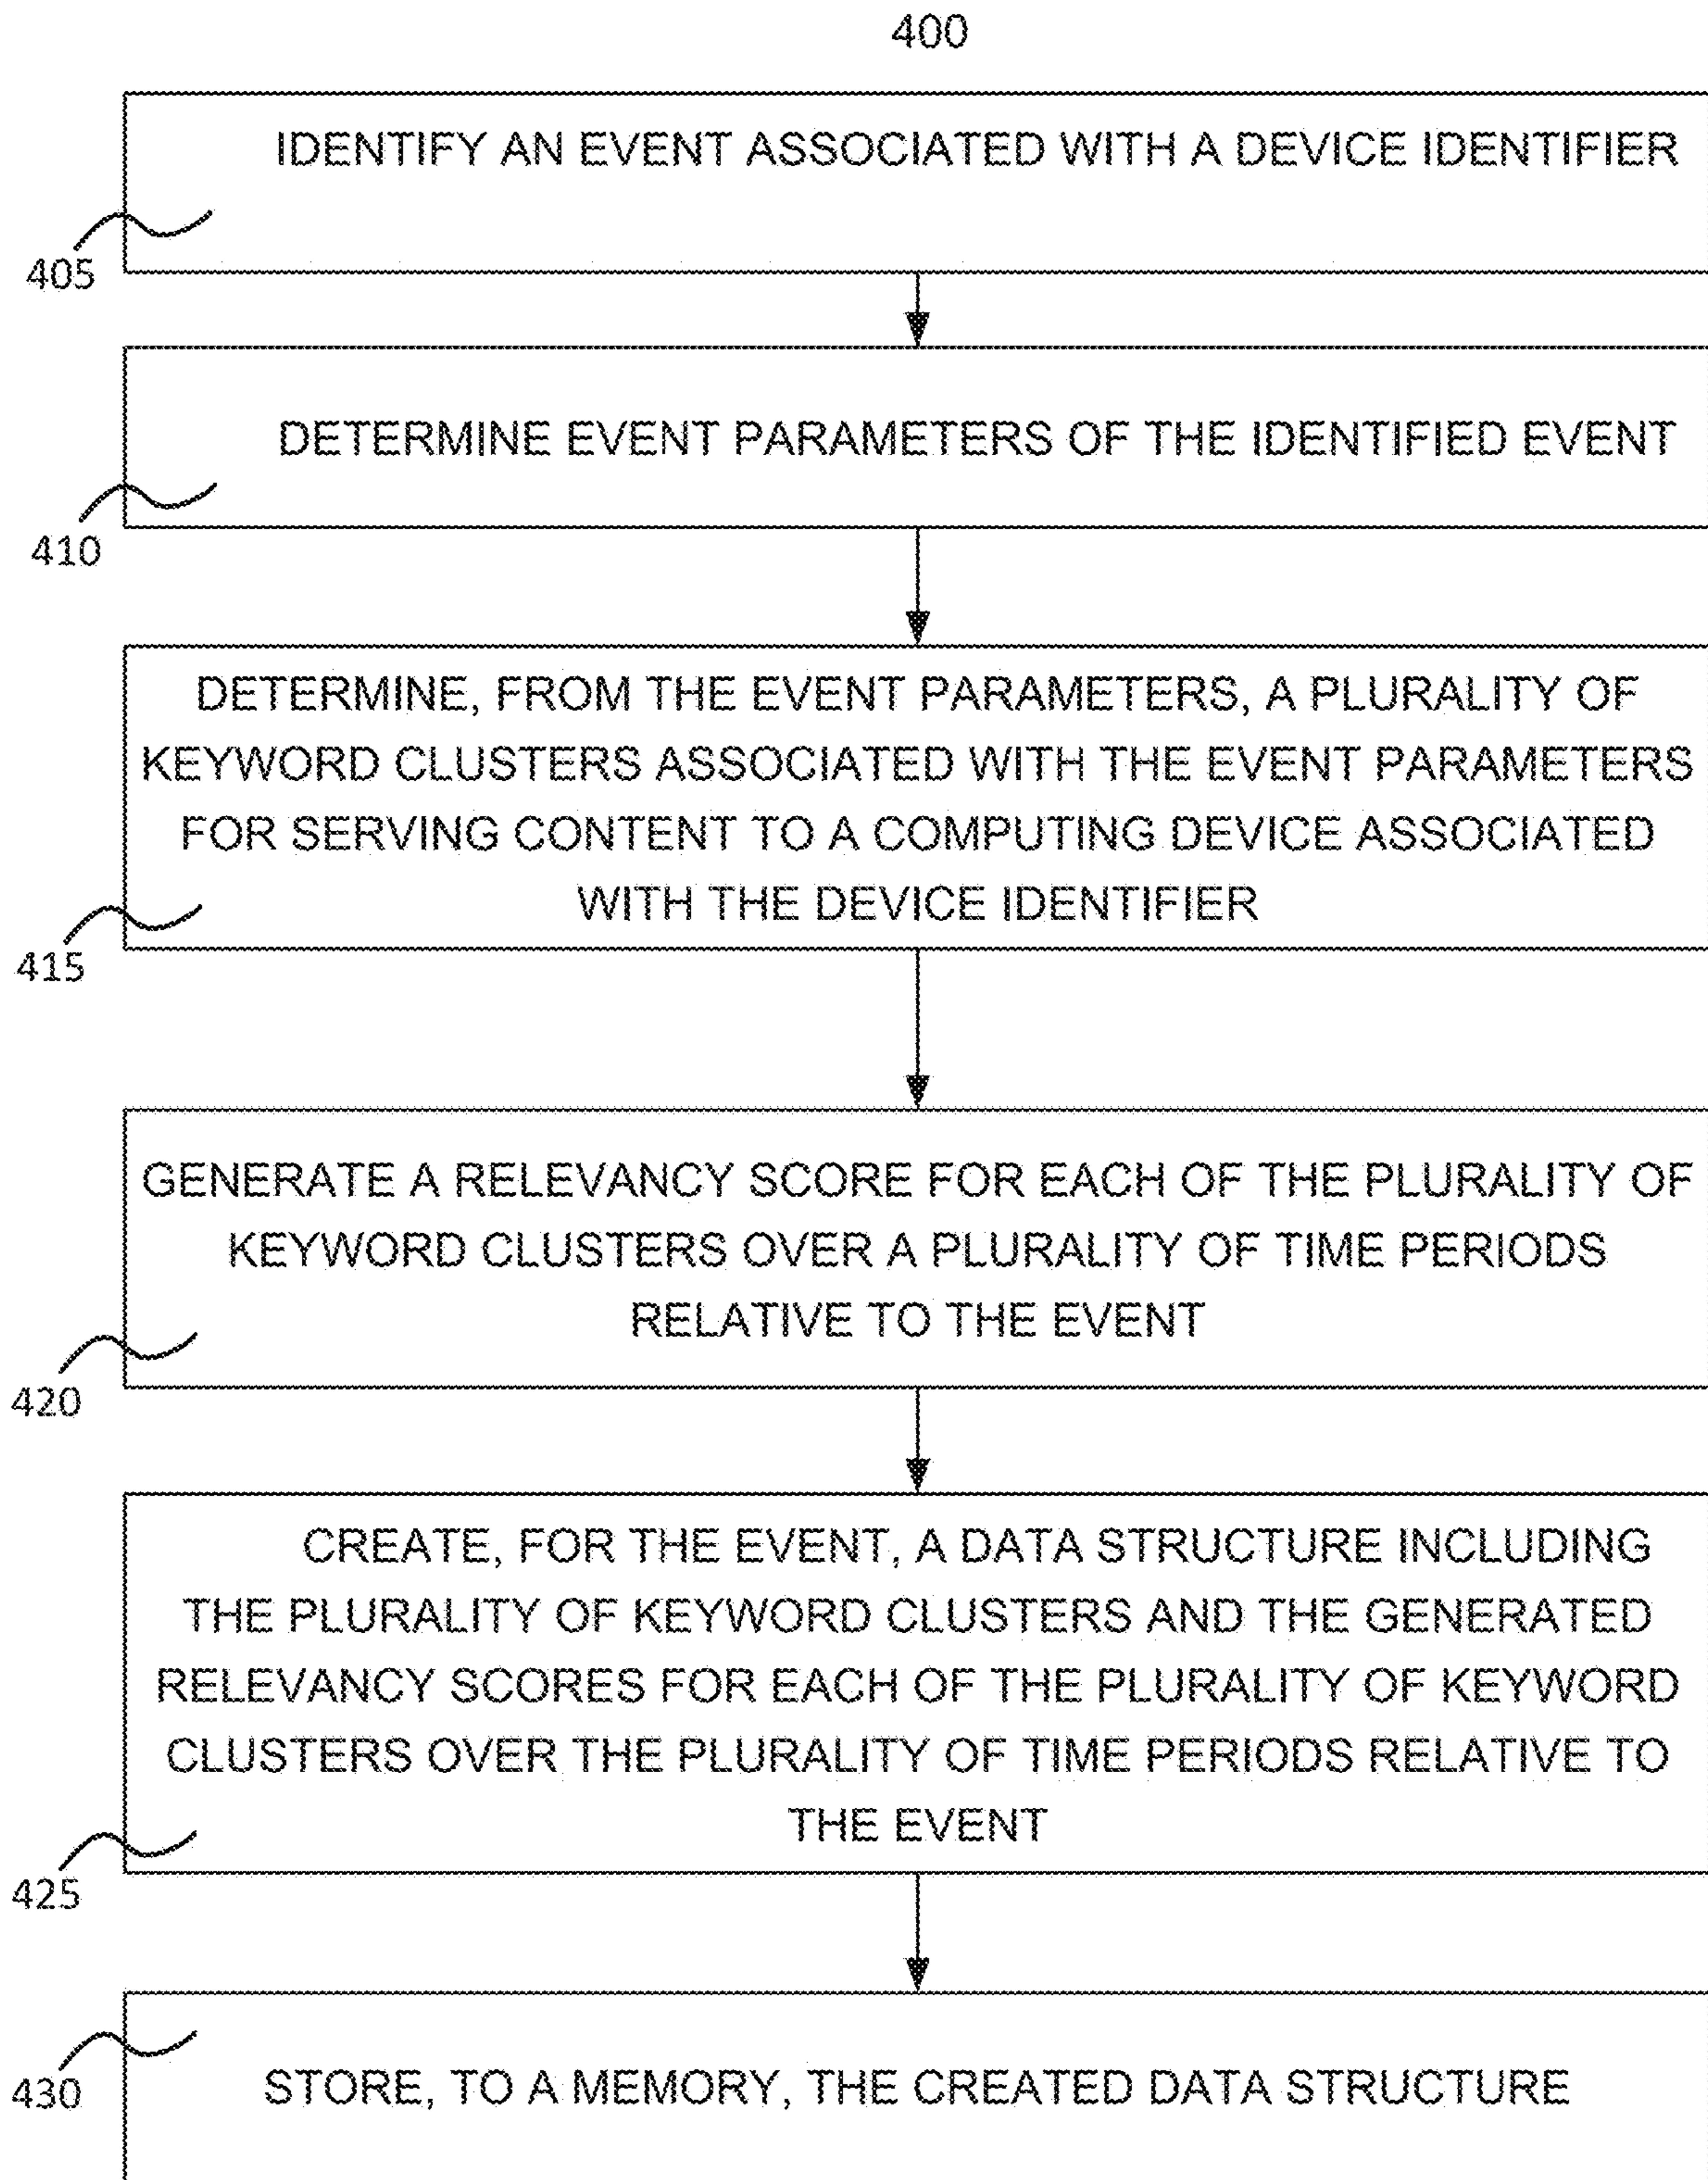 400
IDENTIFY AN EVENT ASSOCIATED WITH A DEVICE IDENTIFIER
405
DETERMINE EVENT PARAMETERS OF THE IDENTIFIED EVENT
410
DETERMINE, FROM THE EVENT PARAMETERS, A PLURALITY OF
KEYWORD CLUSTERS ASSOCIATED WITH THE EVENT PARAMETERS
FOR SERVING CONTENT TO A COMPUTING DEVICE ASSOCIATED
WITH THE DEVICE IDENTIFIER
415
GENERATE A RELEVANCY SCORE FOR EACH OF THE PLURALITY OF
KEYWORD CLUSTERS OVER A PLURALITY OF TIME PERIODS
RELATIVE TO THE EVENT
420
CREATE, FOR THE EVENT, A DATA STRUCTURE INCLUDING
THE PLURALITY OF KEYWORD CLUSTERS AND THE GENERATED
RELEVANCY SCORES FOR EACH OF THE PLURALITY OF KEYWORD
CLUSTERS OVER THE PLURALITY OF TIME PERIODS RELATIVE TO
THE EVENT
425
STORE, TO A MEMORY, THE CREATED DATA STRUCTURE
430